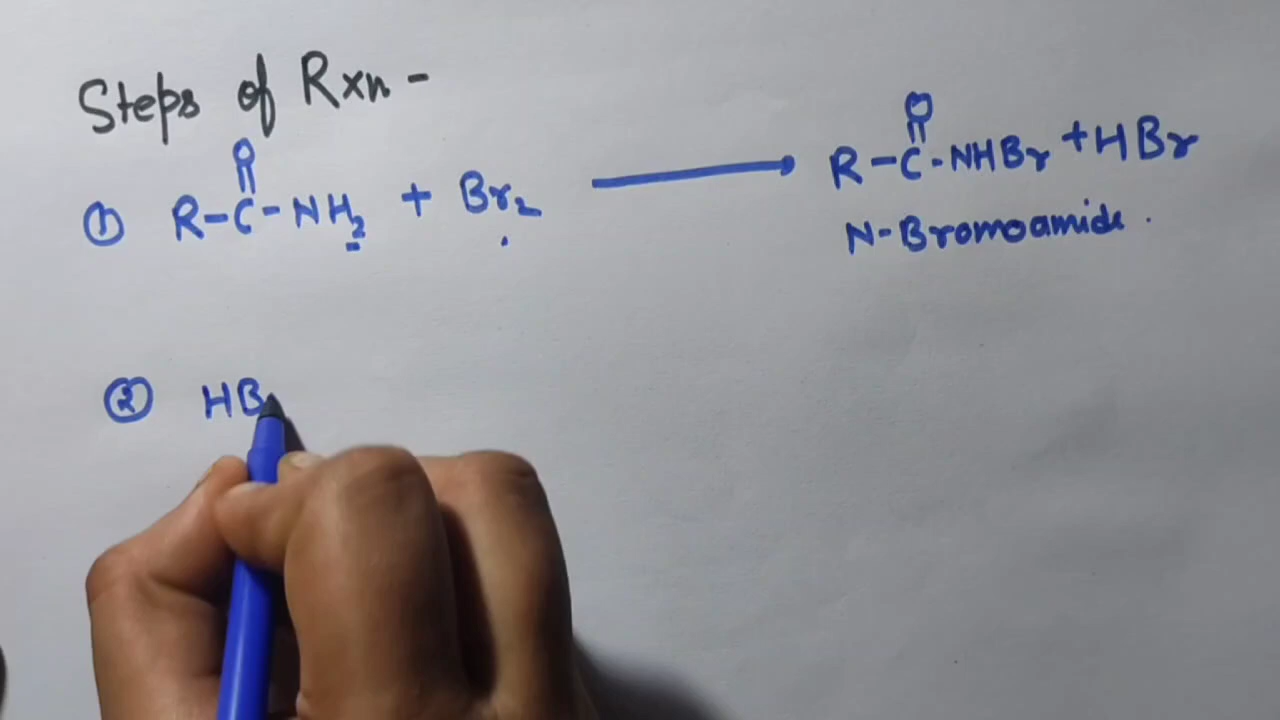 Steps of Rxn -
O O
① R-C-NH2 + Br2 → R-C-NHBr + HBr
N-Bromoamide .
② HB